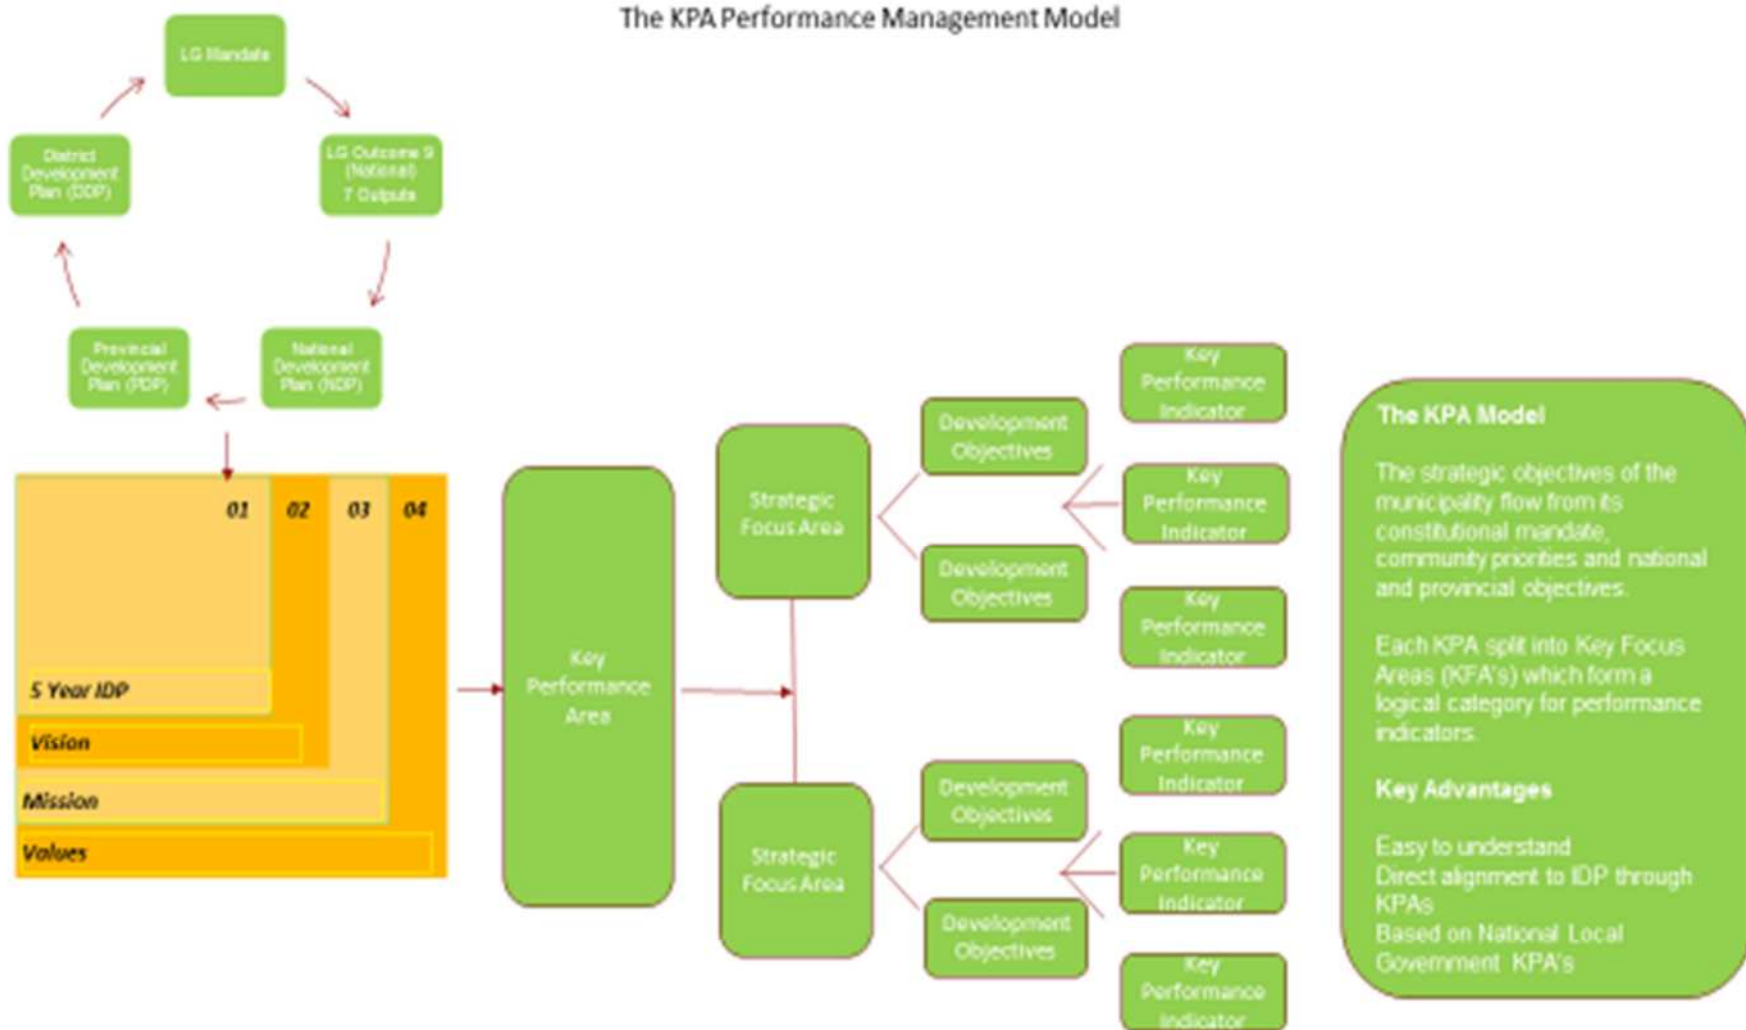 The KPA Performance Management Model
LG Mandate
District
Development
Plan (DDP)
LG Outcome 9
(National)
7 Outputs
Provincial
Development
Plan (PDP)
National
Development
Plan (NDP)
01
02
03
04
5 Year IDP
Vision
Mission
Values
Key
Performance
Area
Strategic
Focus Area
Strategic
Focus Area
Development
Objectives
Development
Objectives
Development
Objectives
Development
Objectives
Key
Performance
Indicator
Key
Performance
Indicator
Key
Performance
Indicator
Key
Performance
Indicator
Key
Performance
Indicator
Key
Performance
Indicator
The KPA Model
The strategic objectives of the
municipality flow from its
constitutional mandate,
community priorities and national
and provincial objectives.
Each KPA split into Key Focus
Areas (KFA's) which form a
logical category for performance
indicators.
Key Advantages
Easy to understand
Direct alignment to IDP through
KPAs
Based on National Local
Government KPA's